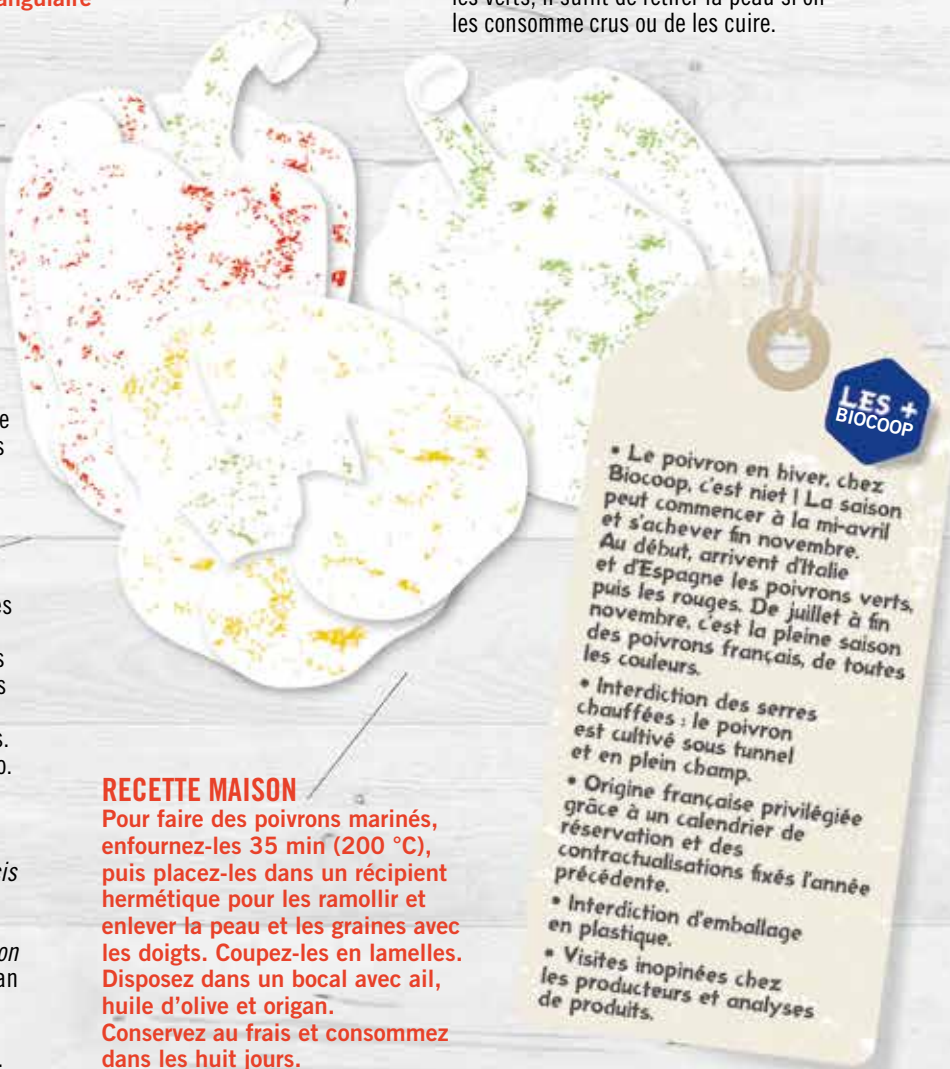 angulaire
les verts, il suffit de retirer la peau si on
les consomme crus ou de les cuire.
e
s
es
s
s
s.
o.
cis
on
an
.
RECETTE MAISON
Pour faire des poivrons marinés,
enfournez-les 35 min (200 °C),
puis placez-les dans un récipient
hermétique pour les ramollir et
enlever la peau et les graines avec
les doigts. Coupez-les en lamelles.
Disposez dans un bocal avec ail,
huile d’olive et origan.
Conservez au frais et consommez
dans les huit jours.
LES +
BIOCOOP
• Le poivron en hiver, chez
Biocoop, c'est niet ! La saison
peut commencer à la mi-avril
et s'achever fin novembre.
Au début, arrivent d'Italie
et d'Espagne les poivrons verts,
puis les rouges. De juillet à fin
novembre, c'est la pleine saison
des poivrons français, de toutes
les couleurs.
• Interdiction des serres
chauffées : le poivron
est cultivé sous tunnel
et en plein champ.
• Origine française privilégiée
grâce à un calendrier de
réservation et des
contractualisations fixés l'année
précédente.
• Interdiction d'emballage
en plastique.
• Visites inopinées chez
les producteurs et analyses
de produits.